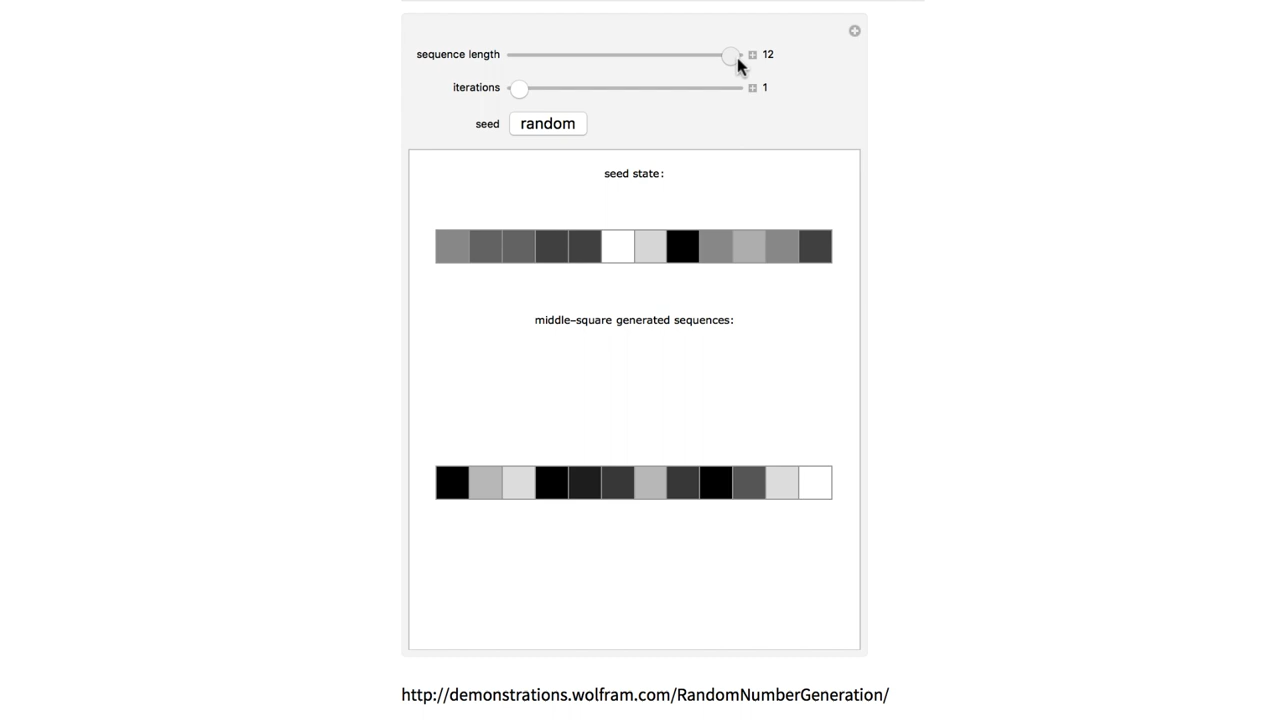 sequence length 12
iterations 1
seed random
seed state:
middle-square generated sequences:
http://demonstrations.wolfram.com/RandomNumberGeneration/